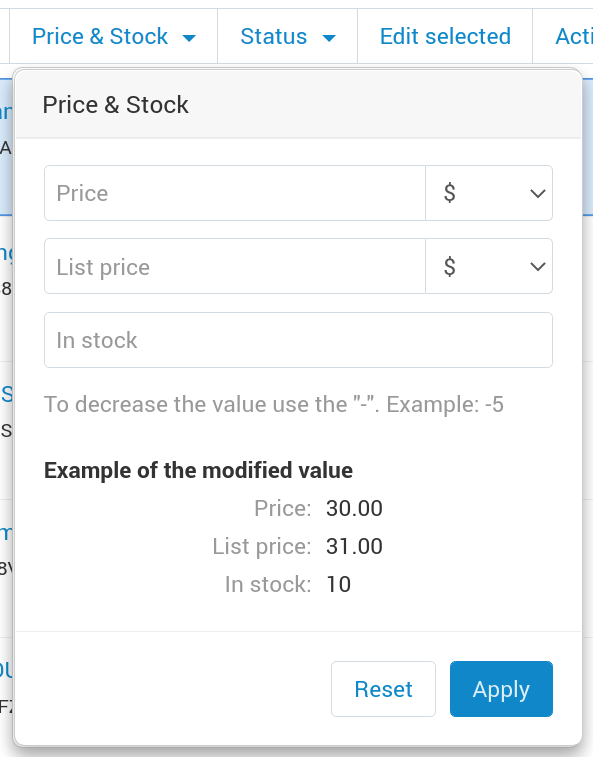 Price & Stock Status Edit selected Acti
Price & Stock
Price $
List price $
In stock
To decrease the value use the "-". Example: -5
Example of the modified value
Price: 30.00
List price: 31.00
In stock: 10
Reset Apply